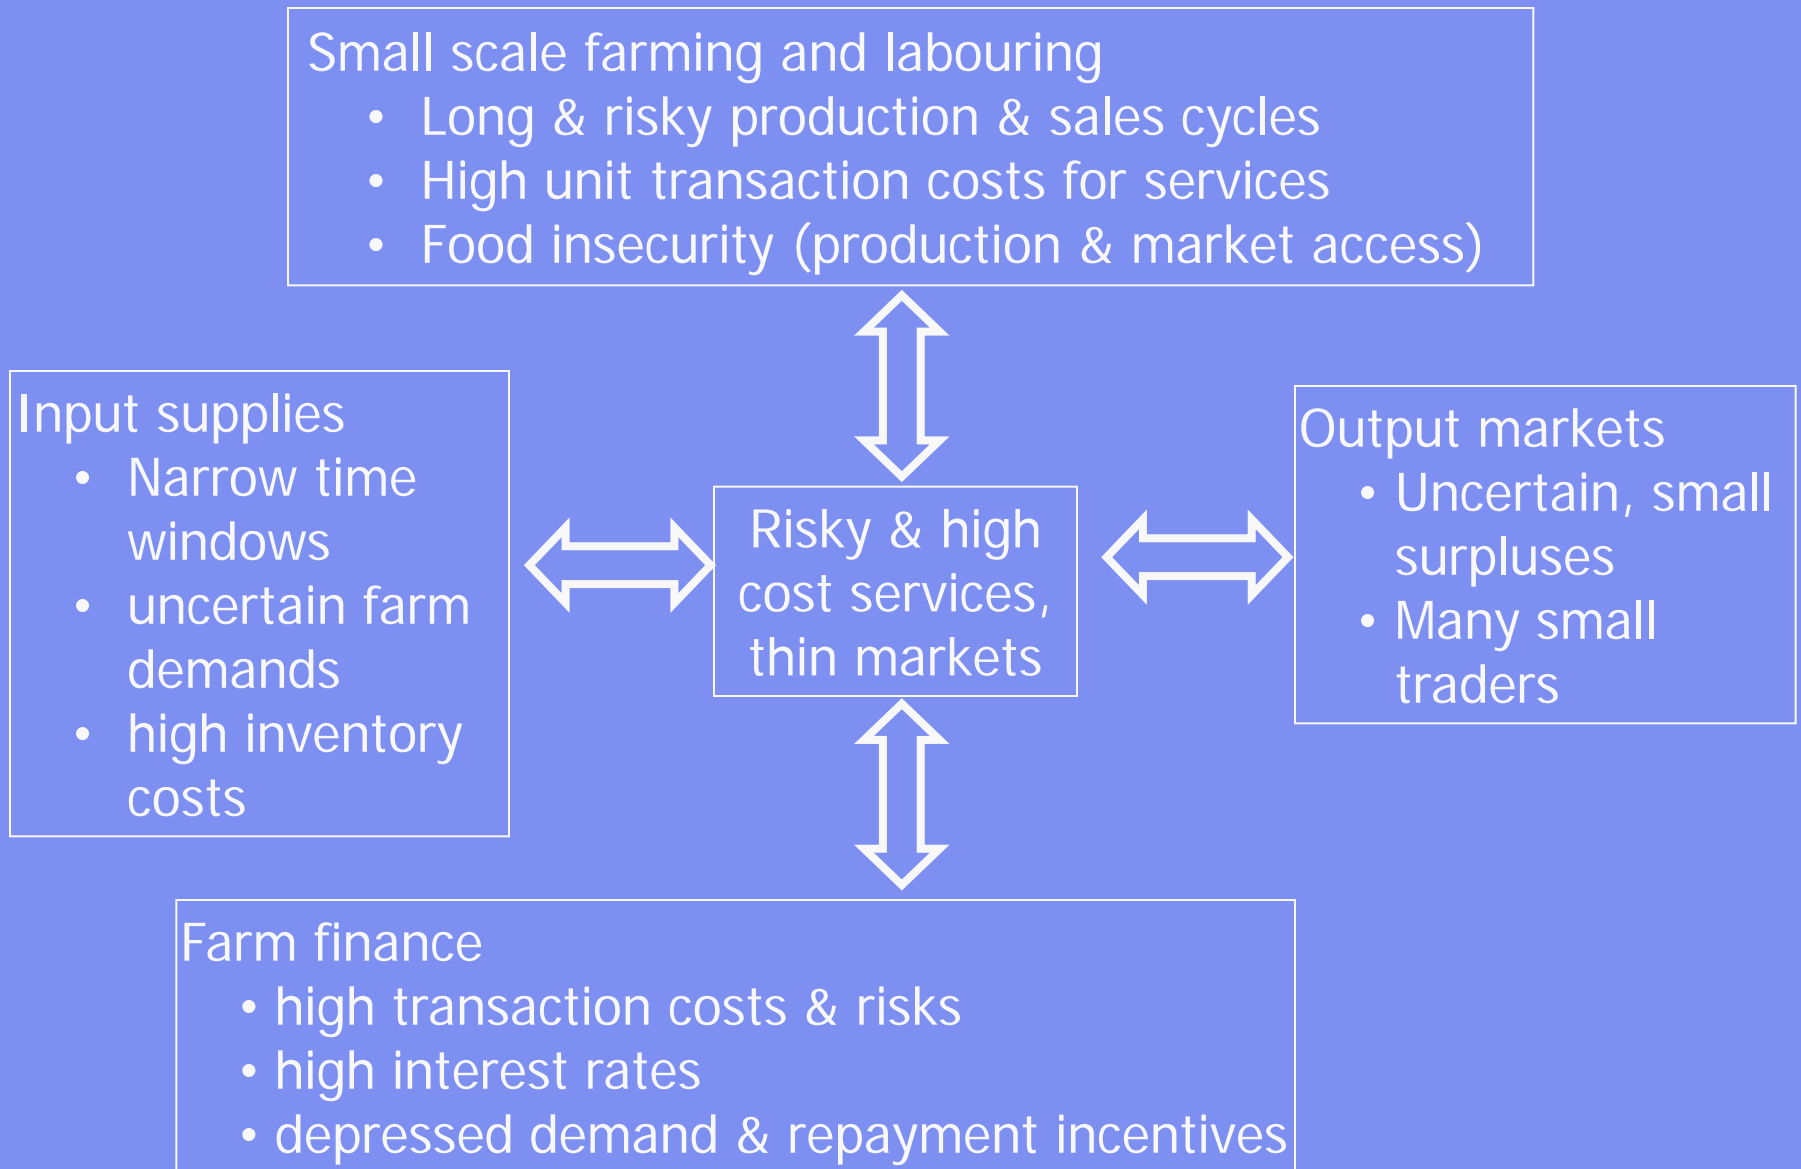 Small scale farming and labouring
• Long & risky production & sales cycles
• High unit transaction costs for services
• Food insecurity (production & market access)
Input supplies
• Narrow time
windows
• uncertain farm
demands
• high inventory
costs
Risky & high
cost services,
thin markets
Output markets
• Uncertain, small
surpluses
• Many small
traders
Farm finance
• high transaction costs & risks
• high interest rates
• depressed demand & repayment incentives